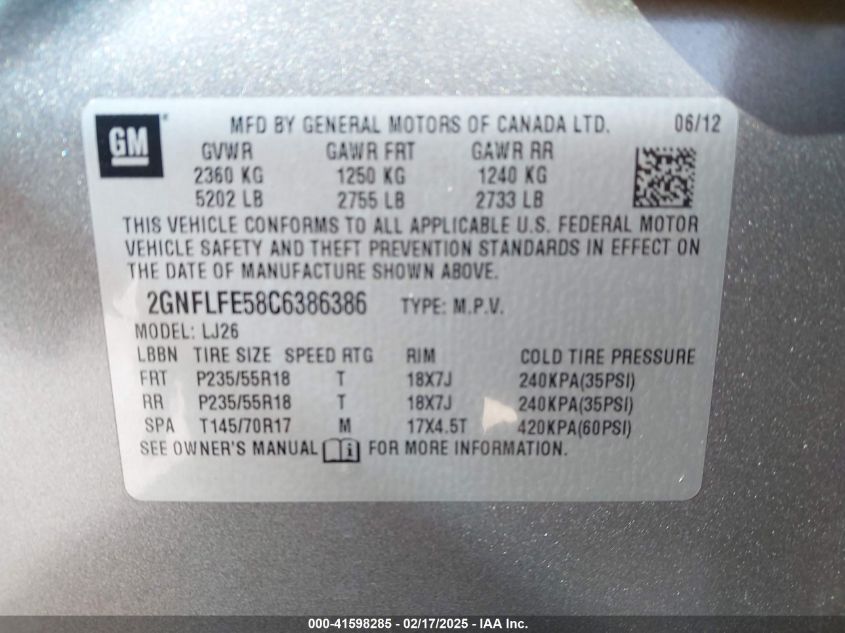 GM MFD BY GENERAL MOTORS OF CANADA LTD. 06/12
GVWR GAWR FRT GAWR RR
2360 KG 1250 KG 1240 KG
5202 LB 2755 LB 2733 LB
THIS VEHICLE CONFORMS TO ALL APPLICABLE U.S. FEDERAL MOTOR
VEHICLE SAFETY AND THEFT PREVENTION STANDARDS IN EFFECT ON
THE DATE OF MANUFACTURE SHOWN ABOVE.
2GNFLFE58C6386386 TYPE: M.P.V.
MODEL: LJ26
LBBN TIRE SIZE SPEED RTG RIM COLD TIRE PRESSURE
FRT P235/55R18 T 18X7J 240KPA(35PSI)
RR P235/55R18 T 18X7J 240KPA(35PSI)
SPA T145/70R17 M 17X4.5T 420KPA(60PSI)
SEE OWNER'S MANUAL i FOR MORE INFORMATION.
000-41598285 - 02/17/2025 - IAA Inc.